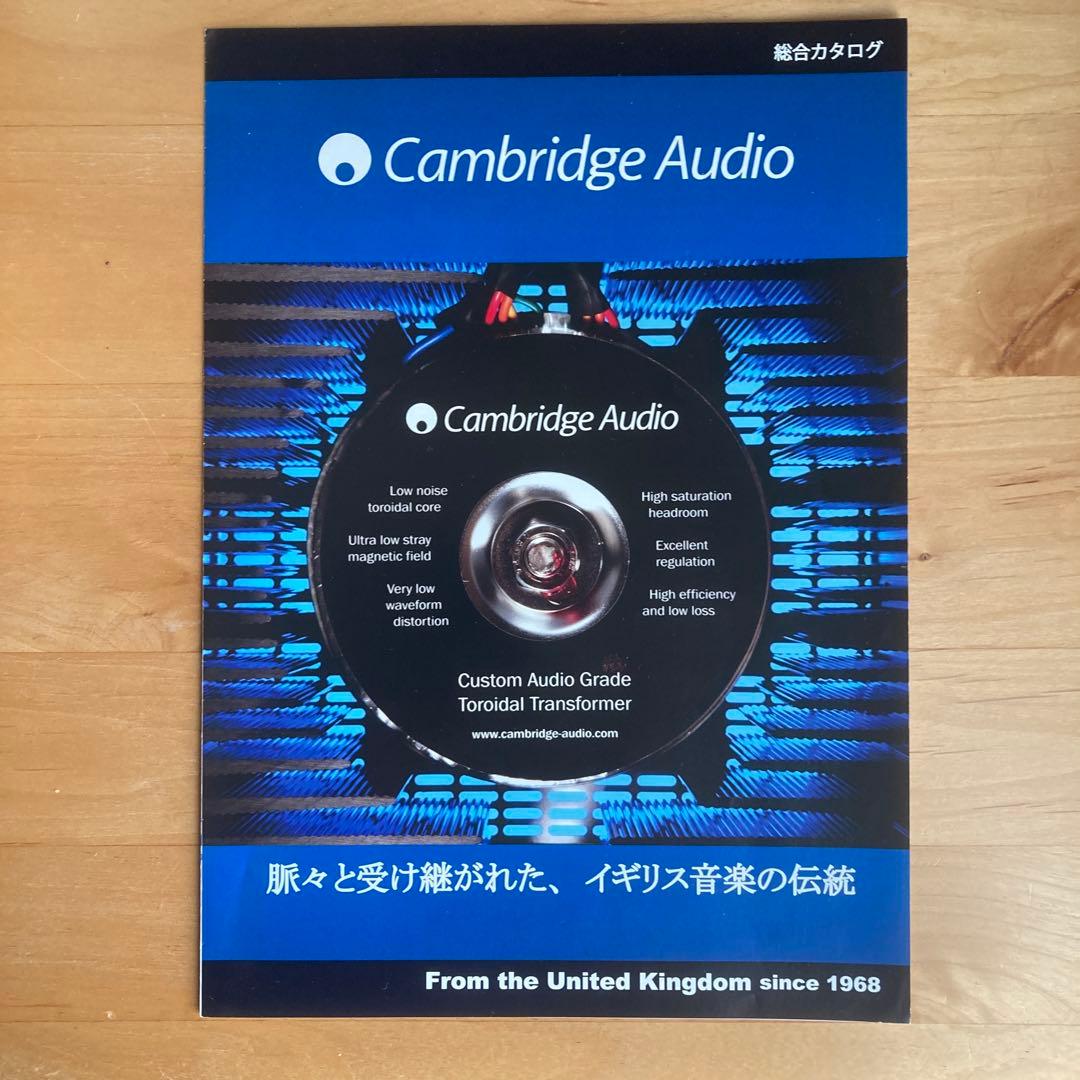 総合カタログ
Cambridge Audio
Cambridge Audio
Low noise
toroidal core
Ultra low stray
magnetic field
Very low
waveform
distortion
High saturation
headroom
Excellent
regulation
High efficiency
and low loss
Custom Audio Grade
Toroidal Transformer
www.cambridge-audio.com
脈々と受け継がれた、イギリス音楽の伝統
From the United Kingdom since 1968